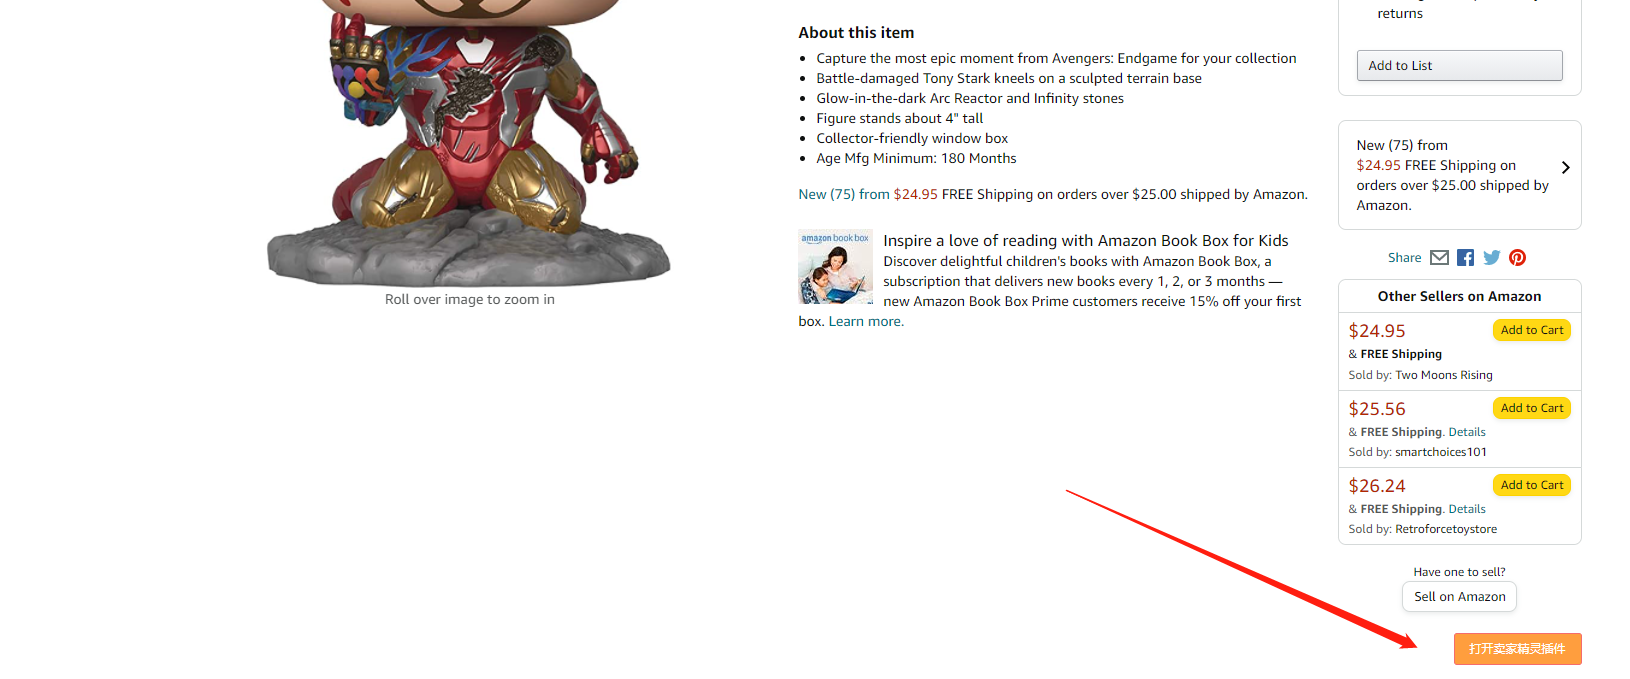 Roll over image to zoom in
About this item
Capture the most epic moment from Avengers: Endgame for your collection
Battle-damaged Tony Stark kneels on a sculpted terrain base
Glow-in-the-dark Arc Reactor and Infinity stones
Figure stands about 4" tall
Collector-friendly window box
Age Mfg Minimum: 180 Months
New (75) from $24.95 FREE Shipping on orders over $25.00 shipped by Amazon.
amazon book box
Inspire a love of reading with Amazon Book Box for Kids
Discover delightful children's books with Amazon Book Box, a
subscription that delivers new books every 1, 2, or 3 months —
new Amazon Book Box Prime customers receive 15% off your first
box. Learn more.
returns
Add to List
New (75) from
$24.95 FREE Shipping on
orders over $25.00 shipped by
Amazon.
Share
Other Sellers on Amazon
$24.95 Add to Cart
& FREE Shipping
Sold by: Two Moons Rising
$25.56 Add to Cart
& FREE Shipping. Details
Sold by: smartchoices101
$26.24 Add to Cart
& FREE Shipping. Details
Sold by: Retroforcetoystore
Have one to sell?
Sell on Amazon
打开卖家精灵插件